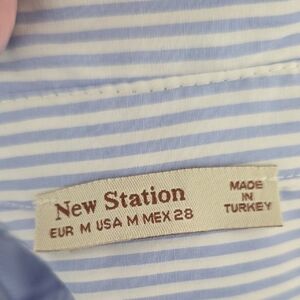 New Station
EUR M USA M MEX 28
MADE
IN
TURKEY